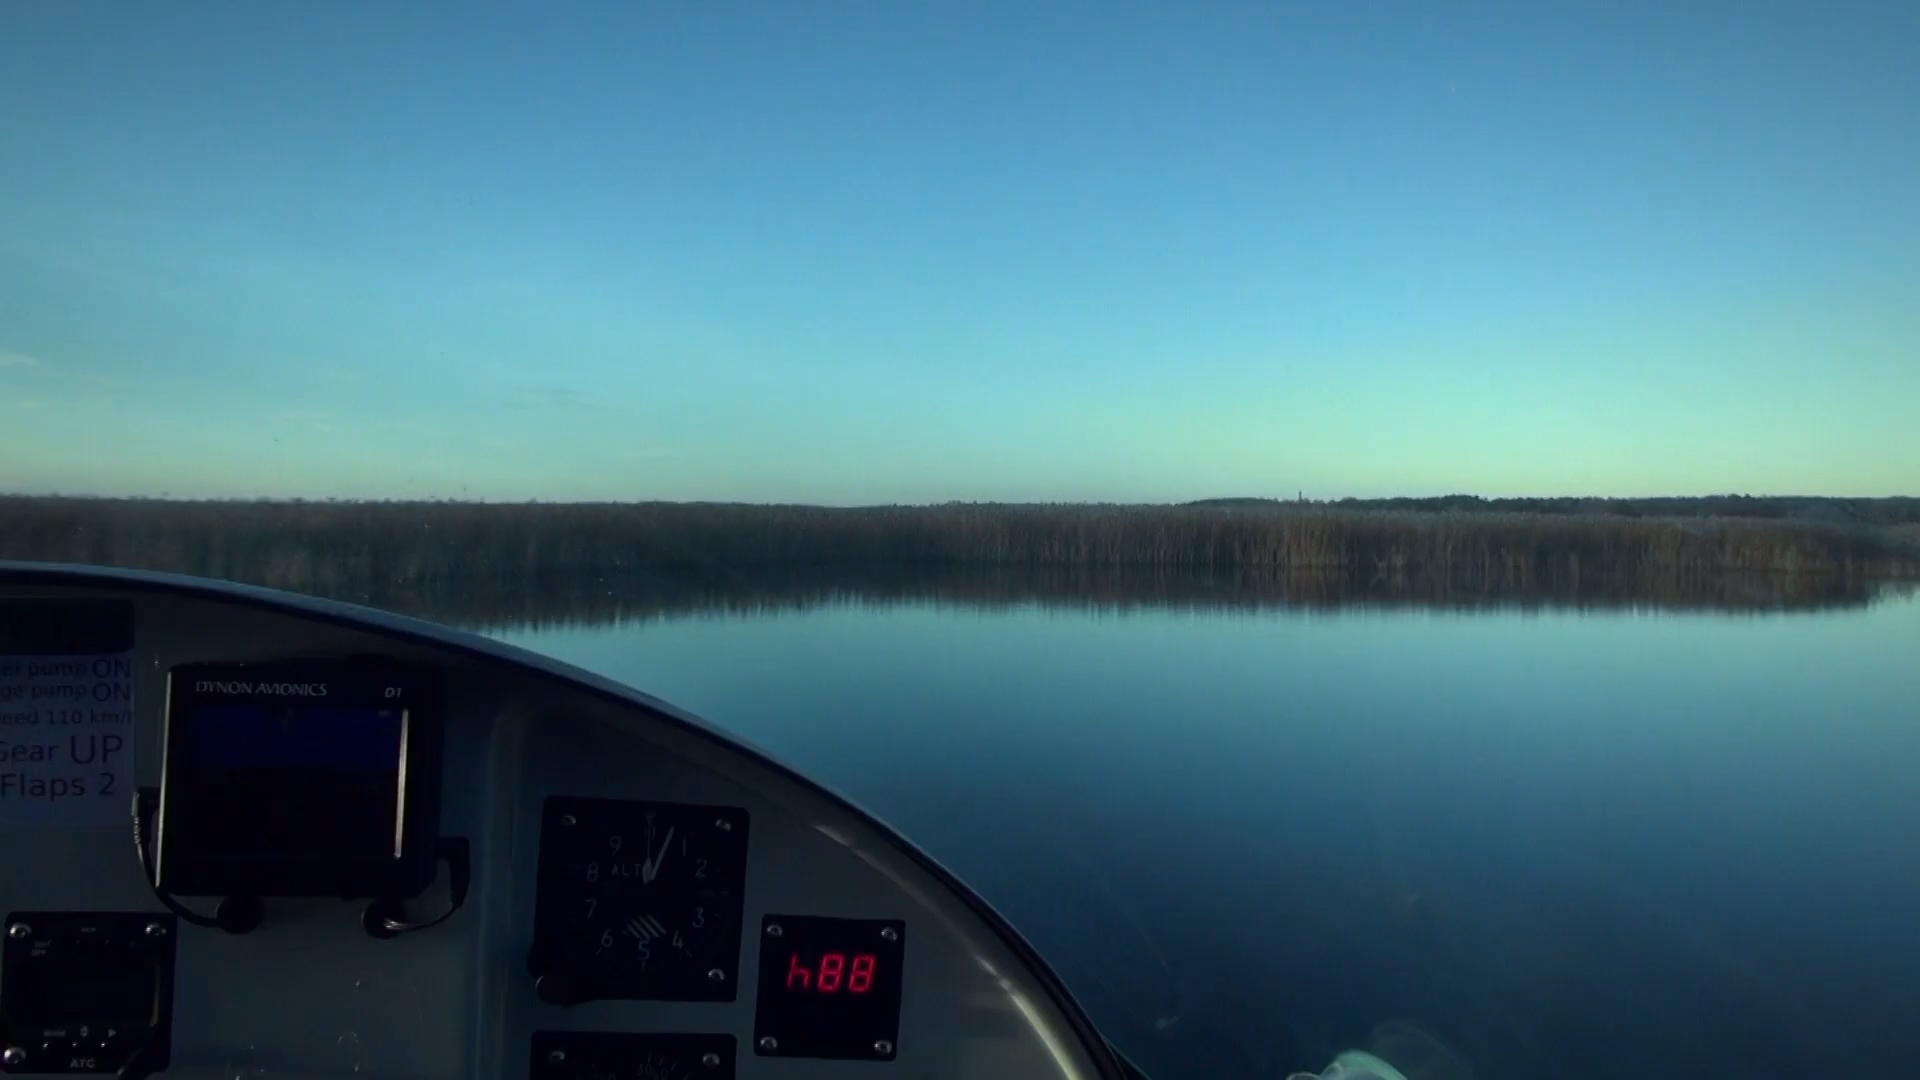 pump ON
pump ON
110 km/
Gear UP
Flaps 2
DYNON AVIONICS D1
9 1
8 ALT 2
7 3
6 5 4
h88
ATC